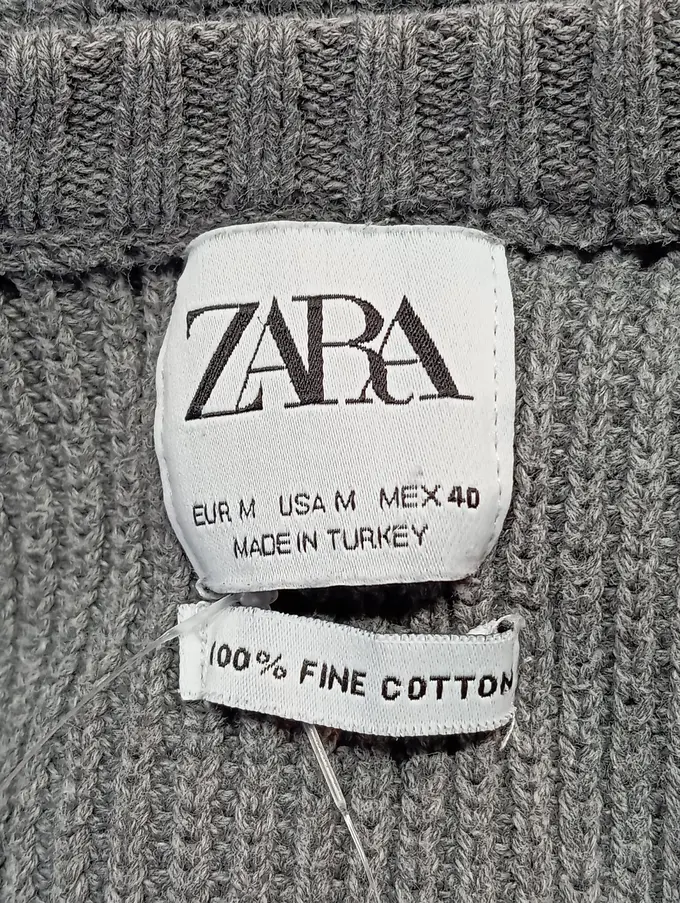 ZARA
EUR M USA M MEX 40
MADE IN TURKEY
100% FINE COTTON